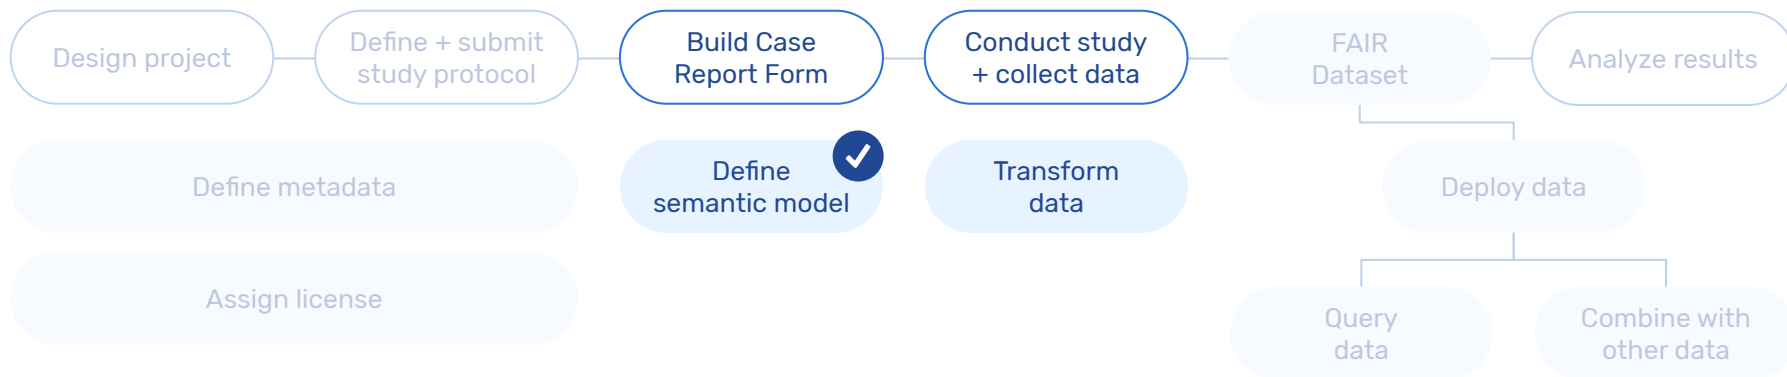 Design project
Define + submit
study protocol
Build Case
Report Form
Conduct study
+ collect data
FAIR
Dataset
Analyze results
Define metadata
Define
semantic model
Transform
data
Deploy data
Assign license
Query
data
Combine with
other data